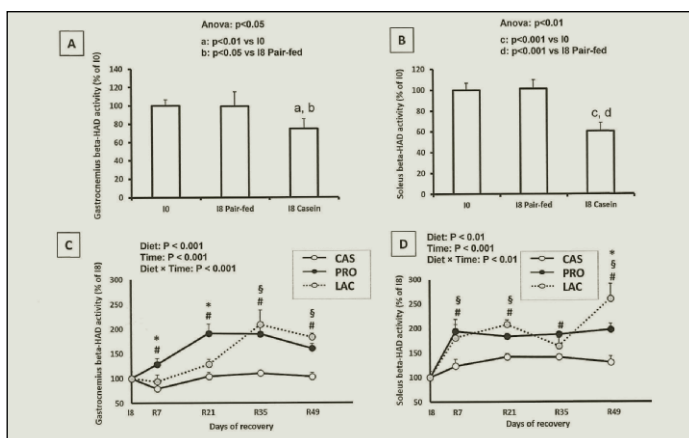 A
Anova: p<0.05
a: p<0.01 vs I0
b: p<0.05 vs I8 Pair-fed
Gastrocnemius beta-HAD activity (% of I0)
140
120
100
80
60
40
20
0
a, b
I0
I8 Pair-fed
I8 Casein
B
Anova: p<0.01
c: p<0.001 vs I0
d: p<0.001 vs I8 Pair-fed
Soleus beta-HAD activity (% of I0)
120
100
80
60
40
20
0
c, d
I0
I8 Pair-fed
I8 Casein
C
Diet: P < 0.001
Time: P < 0.001
Diet × Time: P < 0.001
CAS
PRO
LAC
Gastrocnemius beta-HAD activity (% of I8)
300
250
200
150
100
50
*
#
*
#
§
#
§
#
I8
R7
R21
R35
R49
Days of recovery
D
Diet: P < 0.01
Time: P < 0.001
Diet × Time: P < 0.01
CAS
PRO
LAC
Soleus beta-HAD activity (% of I8)
300
250
200
150
100
50
§
#
§
#
#
*
§
#
I8
R7
R21
R35
R49
Days of recovery